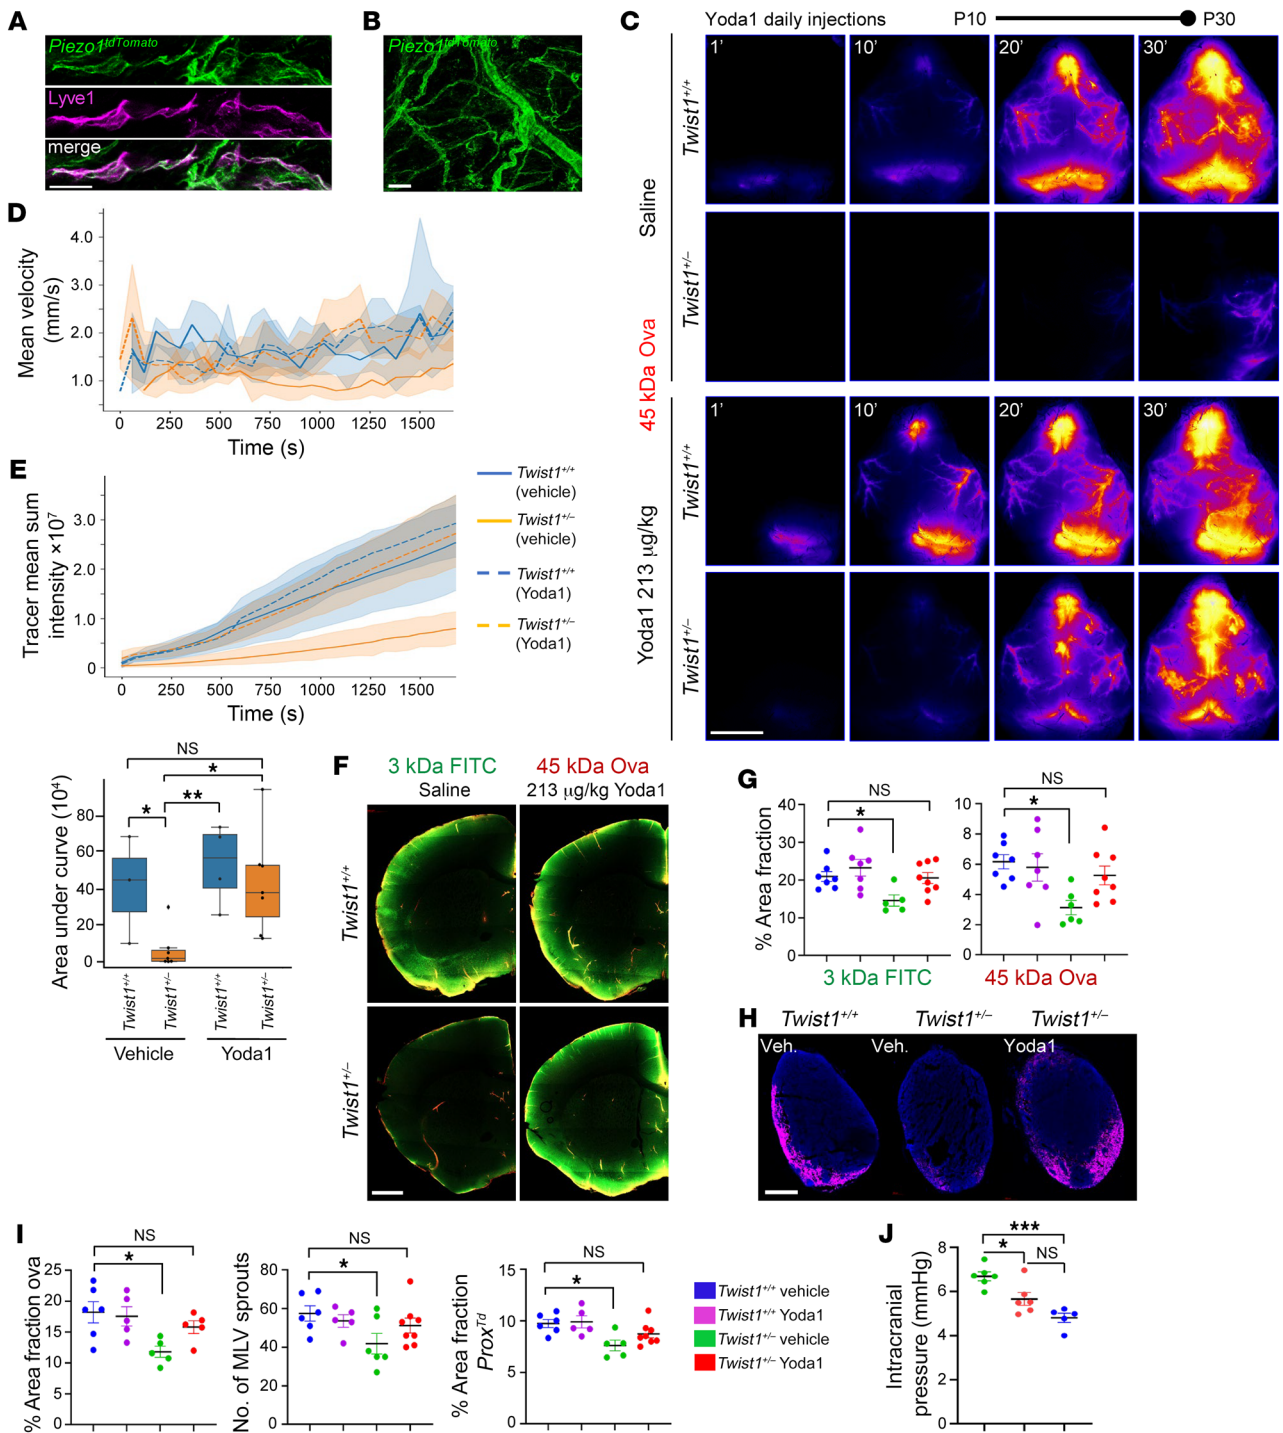 A
Piezo1tdTomato
Lyve1
merge
B
Piezo1tdTomato
C
Yoda1 daily injections P10 P30
45 kDa Ova
Saline
Twist1+/+
1’ 10’ 20’ 30’
Twist1+/–
Yoda1 213 µg/kg
Twist1+/+
1’ 10’ 20’ 30’
Twist1+/–
D
Mean velocity
(mm/s)
4.0
3.0
2.0
1.0
0 250 500 750 1000 1250 1500
Time (s)
E
Tracer mean sum
intensity ×10⁷
3.0
2.0
1.0
0
0 250 500 750 1000 1250 1500
Time (s)
Twist1+/+
(vehicle)
Twist1+/–
(vehicle)
Twist1+/+
(Yoda1)
Twist1+/–
(Yoda1)
Area under curve (10⁴)
NS
*
* **
80
60
40
20
0
Twist1+/+ Twist1+/– Twist1+/+ Twist1+/–
Vehicle Yoda1
F
3 kDa FITC 45 kDa Ova
Saline 213 µg/kg Yoda1
Twist1+/+
Twist1+/–
G
% Area fraction
NS
*
40
30
20
10
0
3 kDa FITC
NS
*
10
8
6
4
2
0
45 kDa Ova
H
Twist1+/+ Twist1+/– Twist1+/–
Veh. Veh. Yoda1
I
% Area fraction ova
NS
*
25
20
15
10
5
0
No. of MLV sprouts
NS
*
80
60
40
20
0
% Area fraction
ProxTd
NS
*
15
10
5
0
Twist1+/+ vehicle
Twist1+/+ Yoda1
Twist1+/– vehicle
Twist1+/– Yoda1
J
Intracranial
pressure (mmHg)
***
* NS
8
6
4
2
0